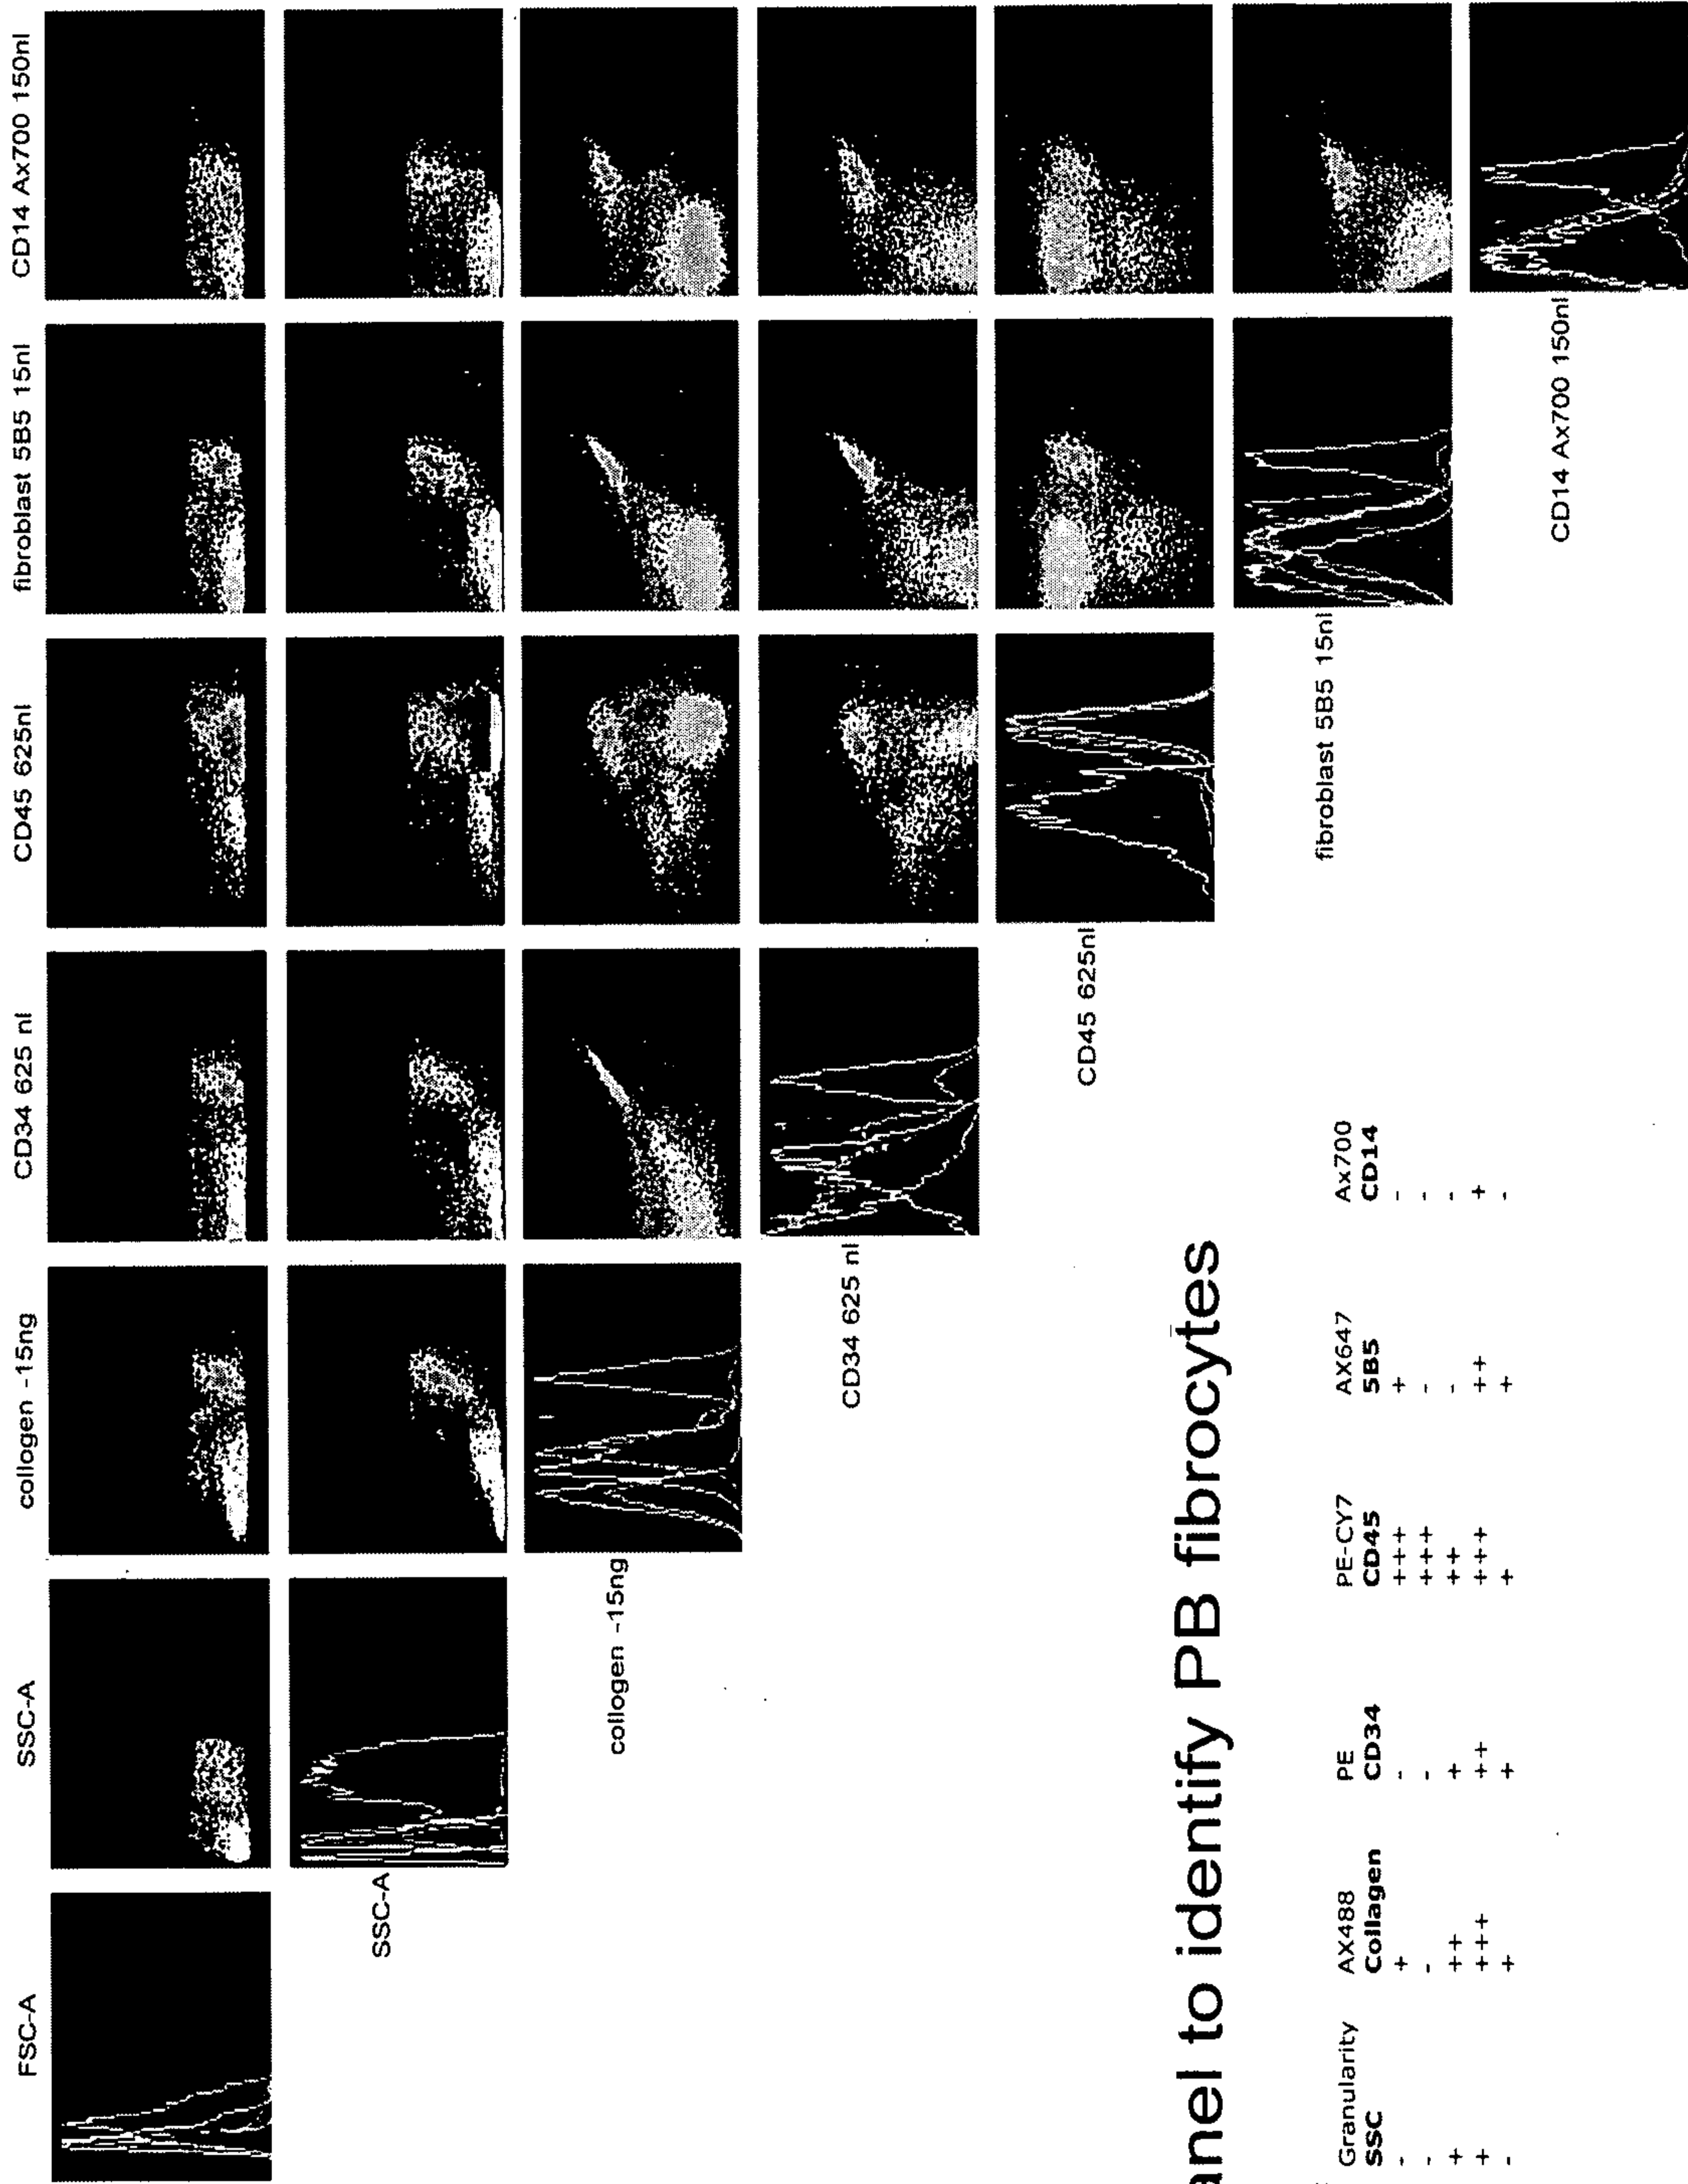 FSC-A SSC-A collogen -15ng CD34 625 nl CD45 625nl fibroblast 5B5 15nl CD14 Ax700 150nl
SSC-A
collogen -15ng
CD34 625 nl
CD45 625nl
fibroblast 5B5 15nl
CD14 Ax700 150nl
anel to identify PB fibrocytes
Granularity AX488 PE PE-CY7 AX647 Ax700
SSC Collagen CD34 CD45 5B5 CD14
- + - +++ + -
- - - +++ - -
+ ++ + ++ - -
+ +++ ++ +++ ++ +
- + + + + -